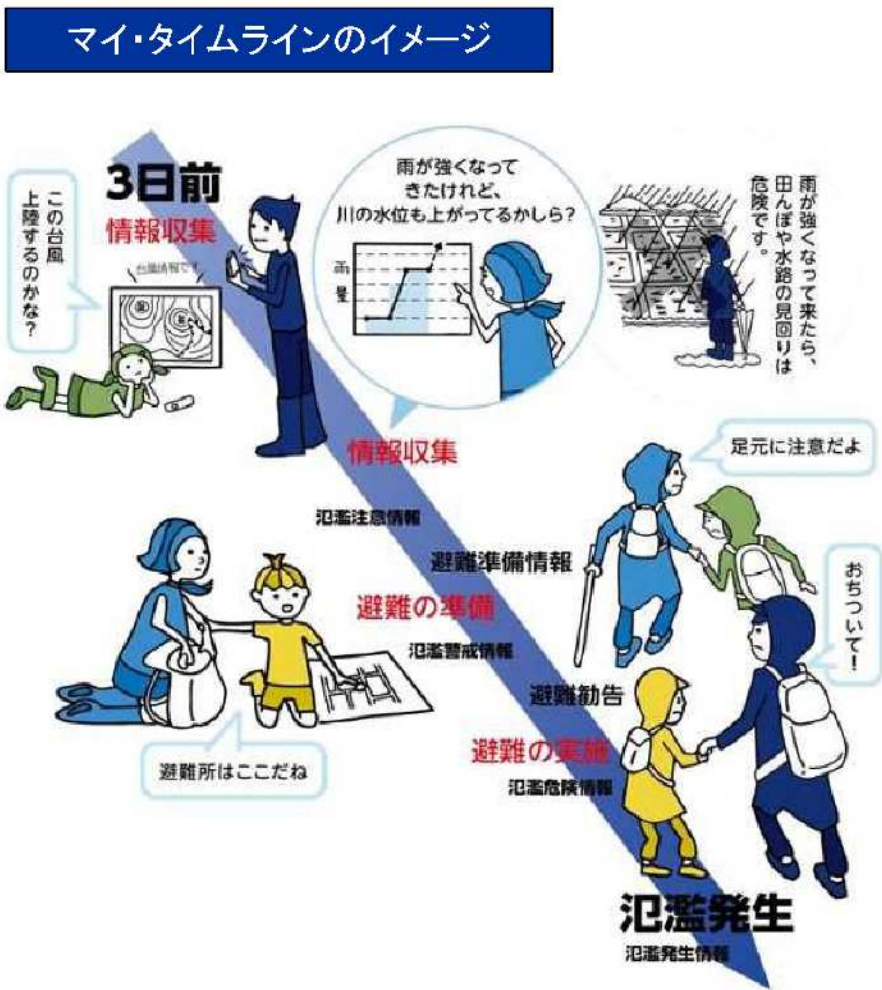 マイ・タイムラインのイメージ
3日前
情報収集
台風情報です
この台風
上陸するのかな？
雨が強くなって
きたけれど、
川の水位も上がってるかしら？
雨
量
雨が強くなって来たら、
田んぼや水路の見回りは
危険です。
情報収集
氾濫注意情報
足元に注意だよ
避難準備情報
避難の準備
氾濫警戒情報
おちついて！
避難勧告
避難の実施
氾濫危険情報
避難所はここだね
氾濫発生
氾濫発生情報